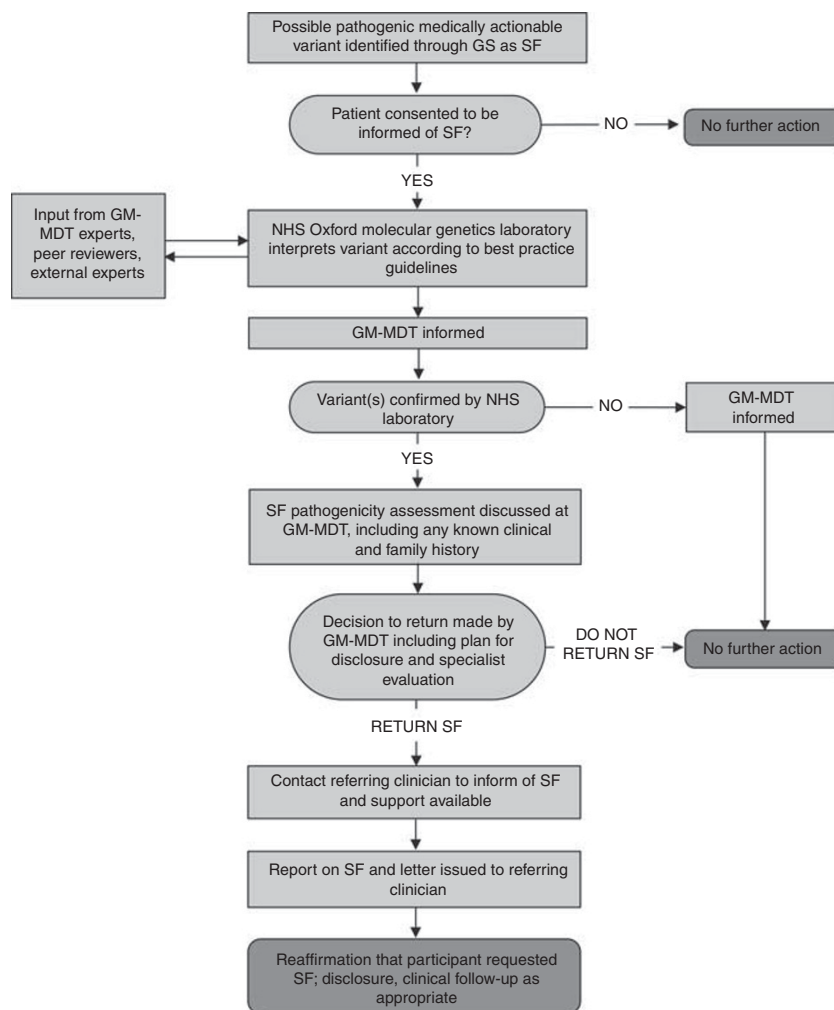 Possible pathogenic medically actionable
variant identified through GS as SF
Patient consented to be
informed of SF?
NO
No further action
YES
Input from GM-
MDT experts,
peer reviewers,
external experts
NHS Oxford molecular genetics laboratory
interprets variant according to best practice
guidelines
GM-MDT informed
Variant(s) confirmed by NHS
laboratory
NO
GM-MDT
informed
YES
SF pathogenicity assessment discussed at
GM-MDT, including any known clinical
and family history
Decision to return made by
GM-MDT including plan for
disclosure and specialist
evaluation
DO NOT
RETURN SF
No further action
RETURN SF
Contact referring clinician to inform of SF
and support available
Report on SF and letter issued to referring
clinician
Reaffirmation that participant requested
SF; disclosure, clinical follow-up as
appropriate